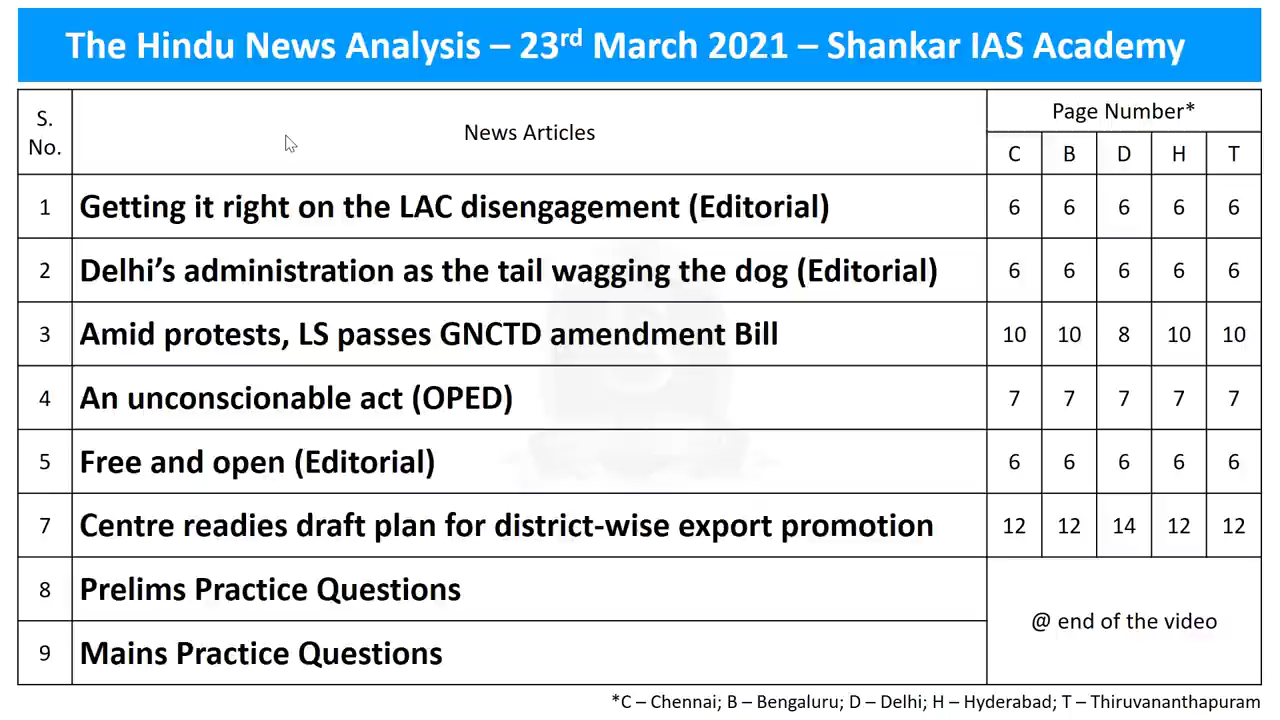 The Hindu News Analysis – 23rd March 2021 – Shankar IAS Academy
S. No. News Articles Page Number*
C B D H T
1 Getting it right on the LAC disengagement (Editorial) 6 6 6 6 6
2 Delhi’s administration as the tail wagging the dog (Editorial) 6 6 6 6 6
3 Amid protests, LS passes GNCTD amendment Bill 10 10 8 10 10
4 An unconscionable act (OPED) 7 7 7 7 7
5 Free and open (Editorial) 6 6 6 6 6
7 Centre readies draft plan for district-wise export promotion 12 12 14 12 12
8 Prelims Practice Questions
@ end of the video
9 Mains Practice Questions
*C – Chennai; B – Bengaluru; D – Delhi; H – Hyderabad; T – Thiruvananthapuram